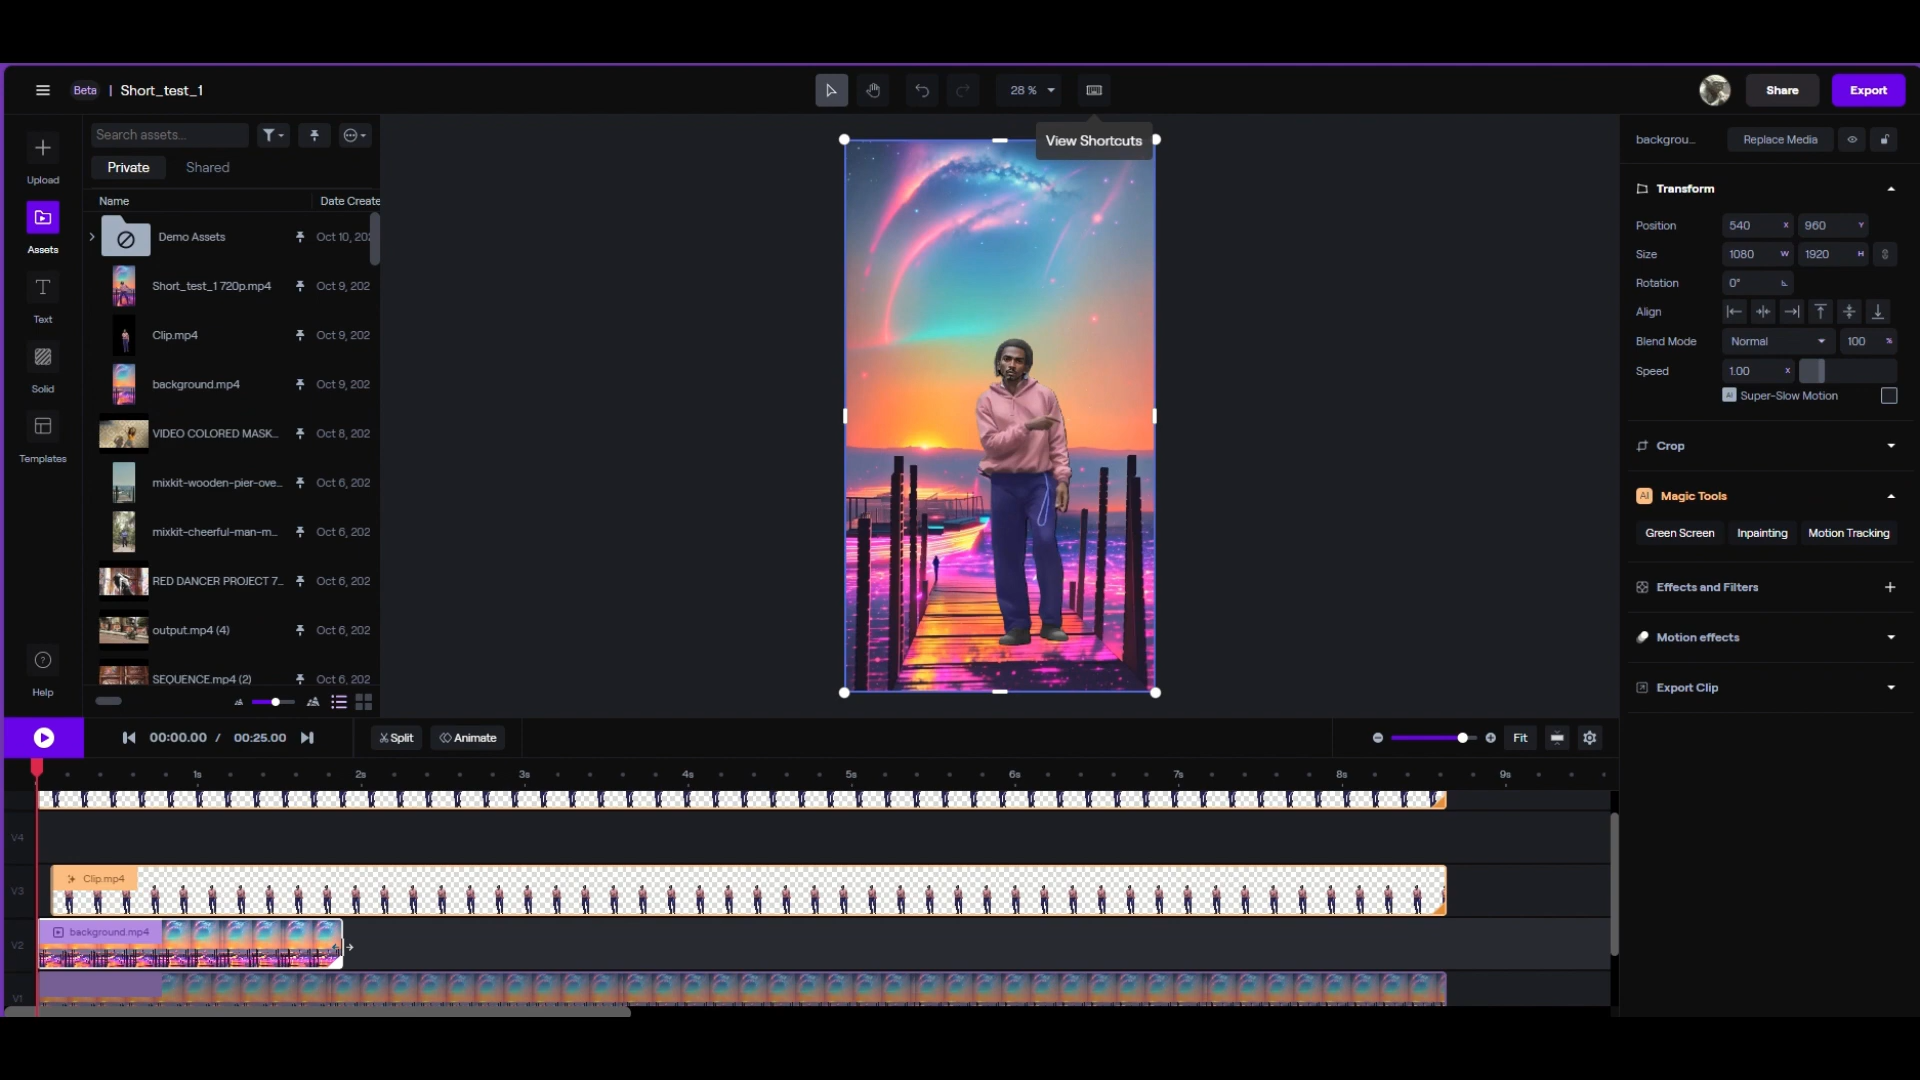 Beta | Short_test_1
28 %
Share
Export
View Shortcuts
Search assets...
Private
Shared
Name
Date Create
Upload
Assets
Text
Solid
Templates
Help
Demo Assets
Oct 10, 20
Short_test_1 720p.mp4
Oct 9, 202
Clip.mp4
Oct 9, 202
background.mp4
Oct 9, 202
VIDEO COLORED MASK...
Oct 8, 202
mixkit-wooden-pier-ove...
Oct 6, 202
mixkit-cheerful-man-m...
Oct 6, 202
RED DANCER PROJECT 7...
Oct 6, 202
output.mp4 (4)
Oct 6, 202
SEQUENCE.mp4 (2)
Oct 6, 202
backgrou...
Replace Media
Transform
Position
540 X
960 Y
Size
1080 W
1920 H
Rotation
0°
Align
Blend Mode
Normal
100 %
Speed
1.00 x
AI Super-Slow Motion
Crop
AI Magic Tools
Green Screen
Inpainting
Motion Tracking
Effects and Filters
Motion effects
Export Clip
00:00.00 / 00:25.00
Split
Animate
Fit
1s
2s
3s
4s
5s
6s
7s
8s
9s
V4
V3
Clip.mp4
V2
background.mp4
V1